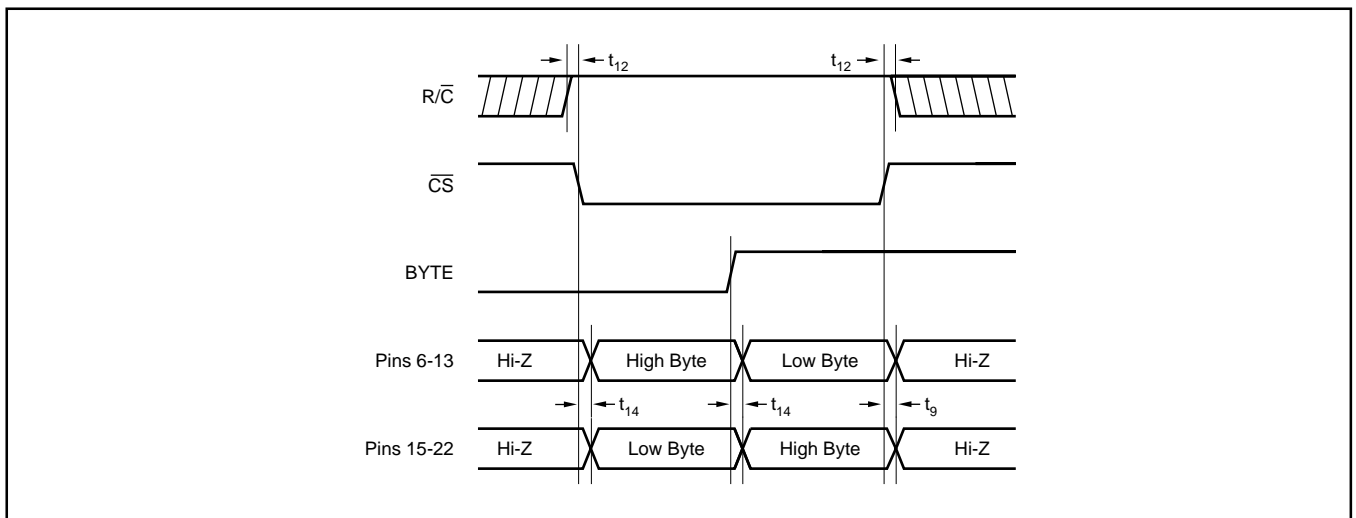 t12 t12
R/C̅
C̅S̅
BYTE
Pins 6-13 Hi-Z High Byte Low Byte Hi-Z
t14 t14 t9
Pins 15-22 Hi-Z Low Byte High Byte Hi-Z